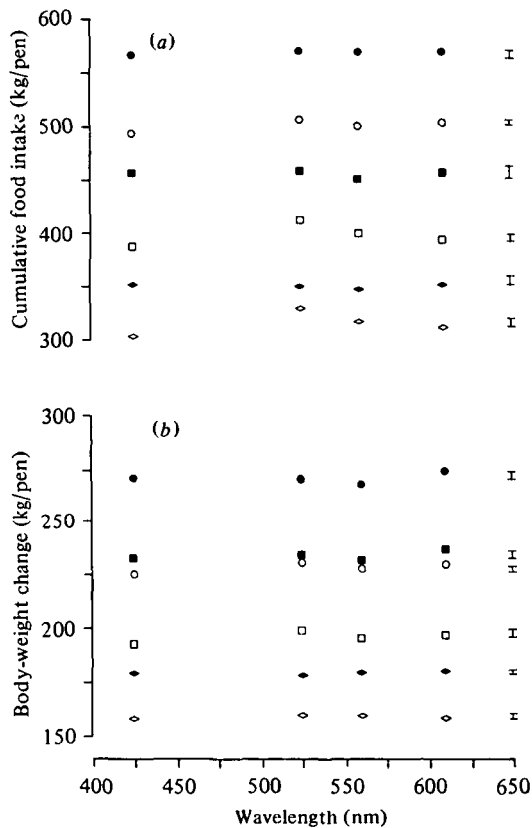 600
(a)
500
400
300
Cumulative food intake (kg/pen)
300
(b)
250
200
150
Body-weight change (kg/pen)
400
450
500
550
600
650
Wavelength (nm)